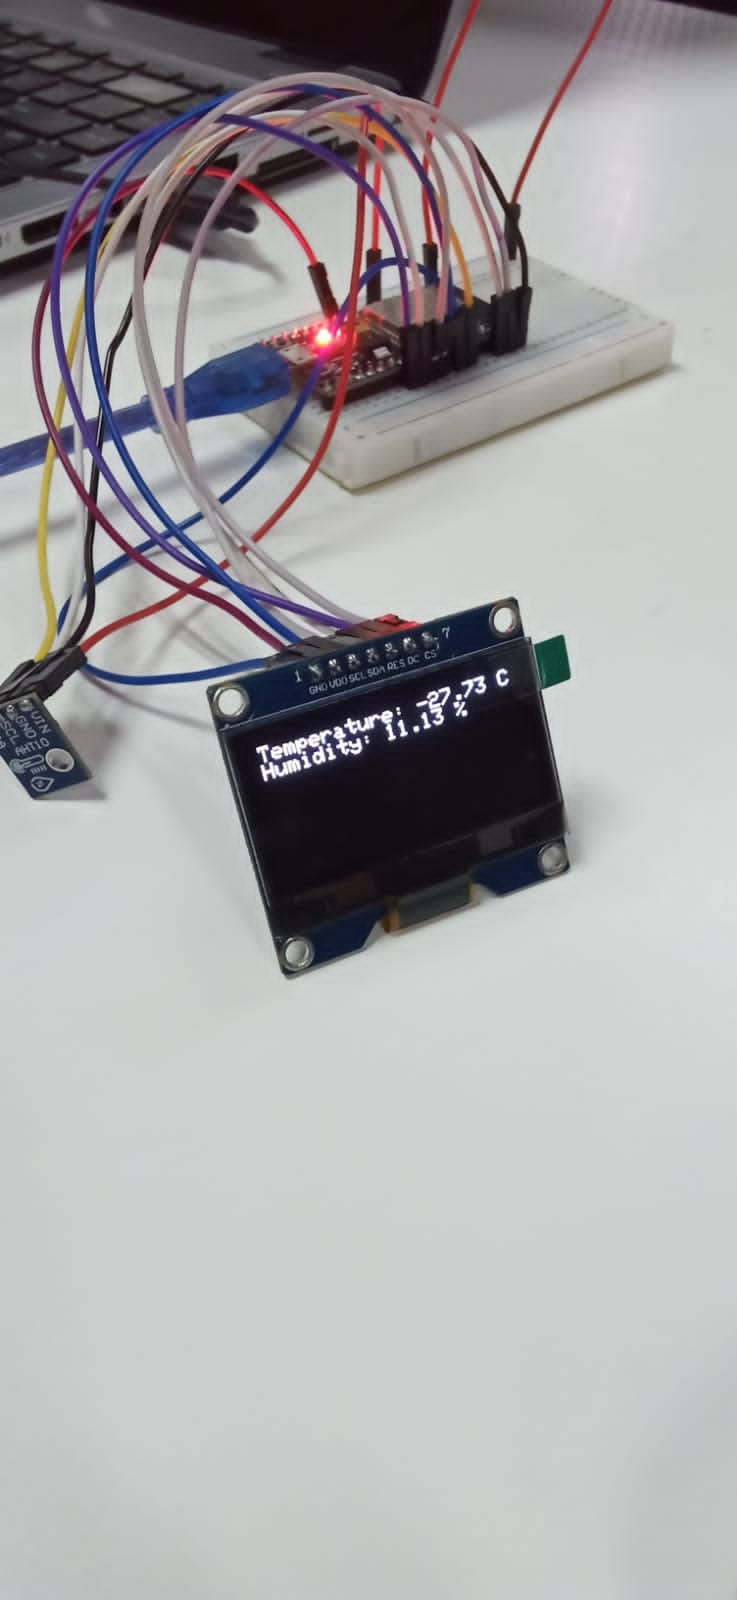 1 7
GND VDD SCL SDA RES DC CS
Temperature: -27.73 C
Humidity: 11.13 %
VIN
GND
SCL
AHT10